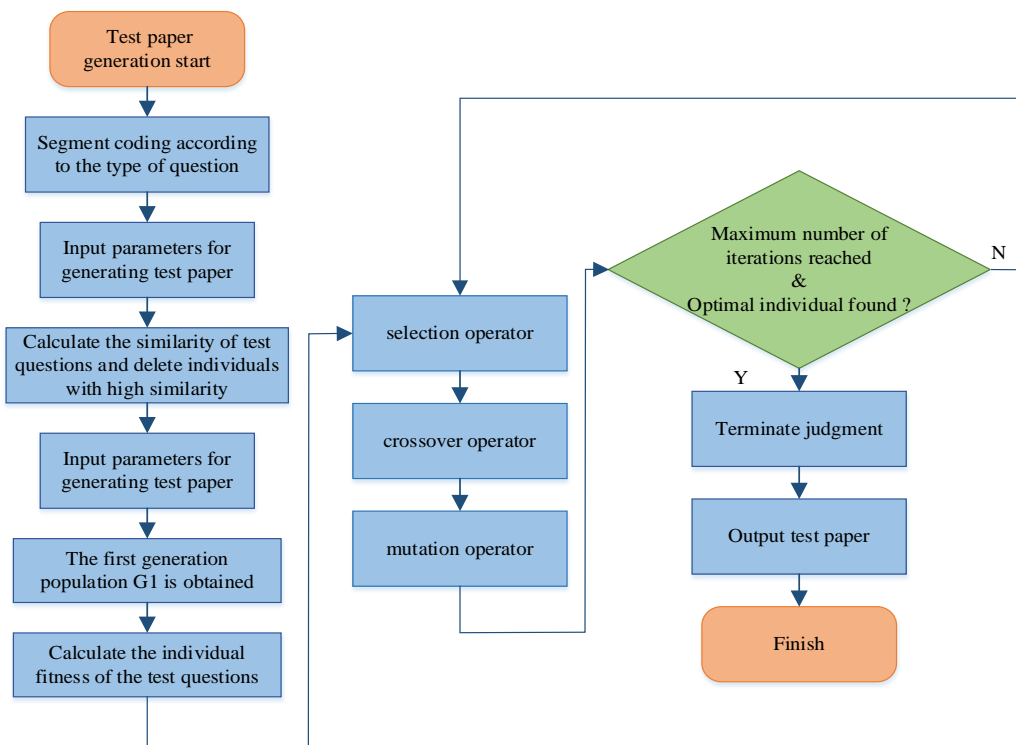 Test paper
generation start
Segment coding according
to the type of question
Input parameters for
generating test paper
Calculate the similarity of test
questions and delete individuals
with high similarity
Input parameters for
generating test paper
The first generation
population G1 is obtained
Calculate the individual
fitness of the test questions
selection operator
crossover operator
mutation operator
Maximum number of
iterations reached
&
Optimal individual found ?
N
Y
Terminate judgment
Output test paper
Finish